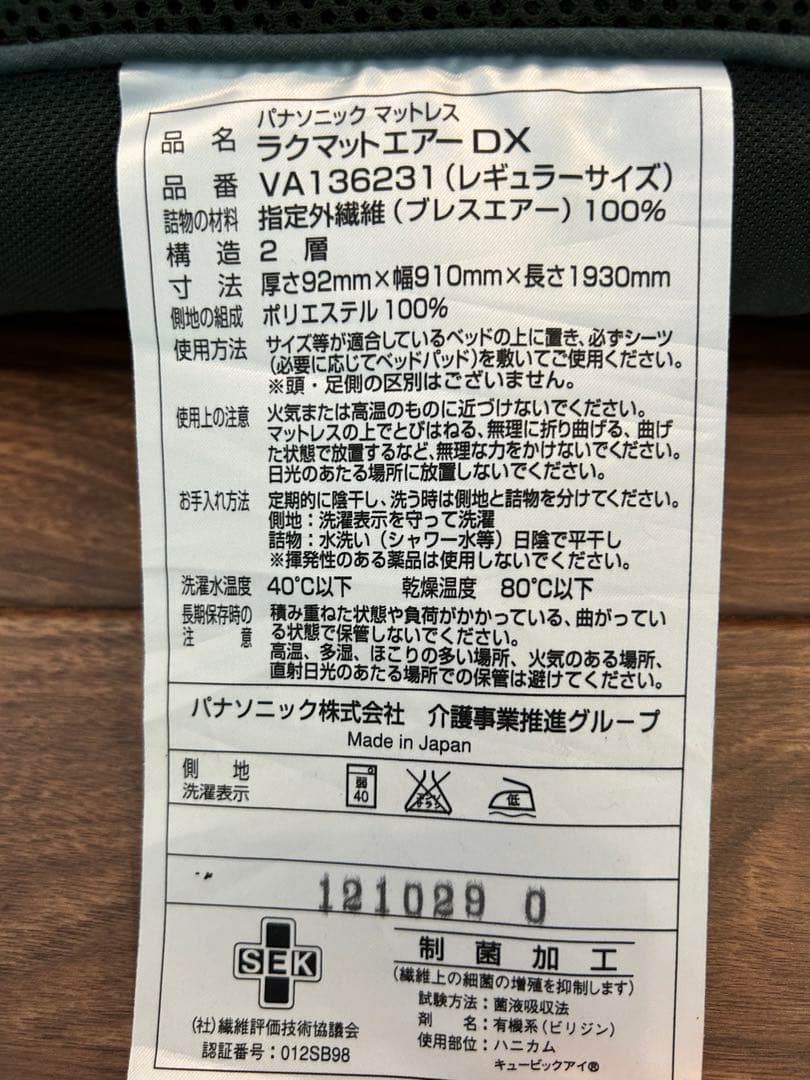 パナソニック マットレス
品名 ラクマットエアーDX
品番 VA136231(レギュラーサイズ)
詰物の材料 指定外繊維(ブレスエアー)100%
構造 2 層
寸法 厚さ92mm×幅910mm×長さ1930mm
側地の組成 ポリエステル100%
使用方法 サイズ等が適合しているベッドの上に置き、必ずシーツ
(必要に応じてベッドパッド)を敷いてご使用ください。
※頭・足側の区別はございません。
使用上の注意 火気または高温のものに近づけないでください。
マットレスの上でとびはねる、無理に折り曲げる、曲げ
た状態で放置するなど、無理な力をかけないでください。
日光のあたる場所に放置しないでください。
お手入れ方法 定期的に陰干し、洗う時は側地と詰物を分けてください。
側地:洗濯表示を守って洗濯
詰物:水洗い(シャワー水等)日陰で平干し
※揮発性のある薬品は使用しないでください。
洗濯水温度 40℃以下 乾燥温度 80℃以下
長期保存時の注意 積み重ねた状態や負荷がかかっている、曲がってい
る状態で保管しないでください。
高温、多湿、ほこりの多い場所、火気のある場所、
直射日光のあたる場所での保管は避けてください。
パナソニック株式会社 介護事業推進グループ
Made in Japan
側地
洗濯表示
弱
40
エンソ
サラシ
低
121029 0
SEK
(社)繊維評価技術協議会
認証番号:012SB98
制菌加工
(繊維上の細菌の増殖を抑制します)
試験方法:菌液吸収法
剤名:有機系(ピリジン)
使用部位:ハニカム
キュービックアイ®